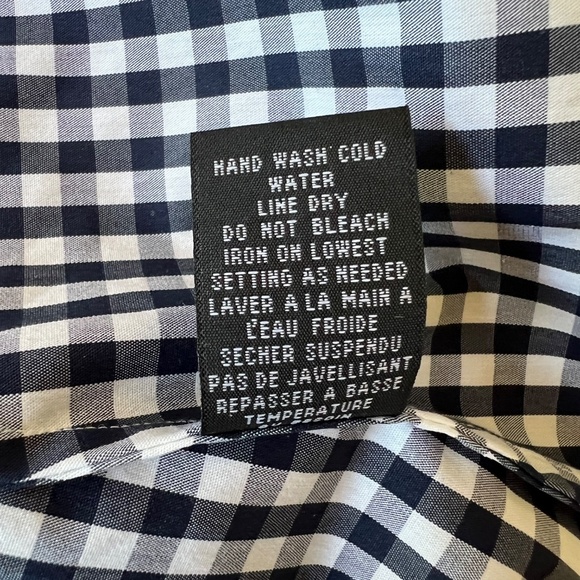 HAND WASH COLD
WATER
LINE DRY
DO NOT BLEACH
IRON ON LOWEST
SETTING AS NEEDED
LAVER A LA MAIN A
L'EAU FROIDE
SECHER SUSPENDU
PAS DE JAVELLISANT
REPASSER A BASSE
TEMPERATURE